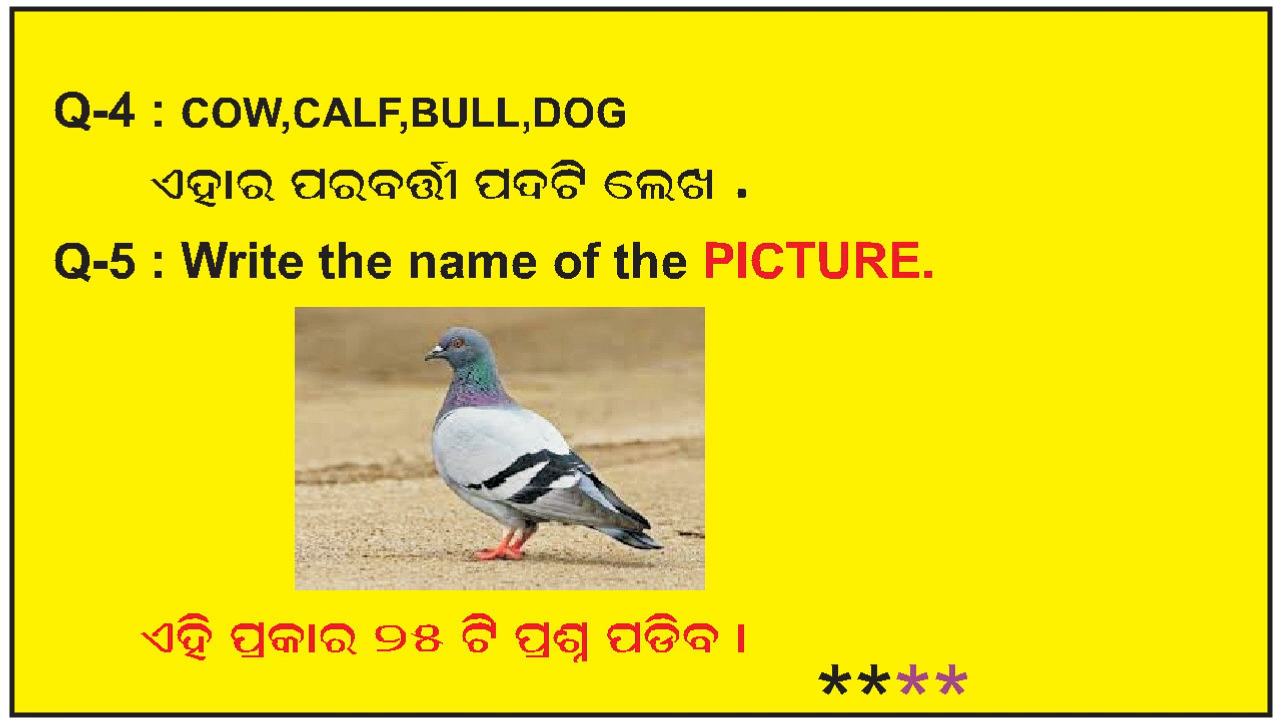 Q-4 : COW,CALF,BULL,DOG
ଏହାର ପରବର୍ତ୍ତୀ ପଦଟି ଲେଖ .
Q-5 : Write the name of the PICTURE.
ଏହି ପ୍ରକାର ୨୫ ଟି ପ୍ରଶ୍ନ ପଡିବ ।
****